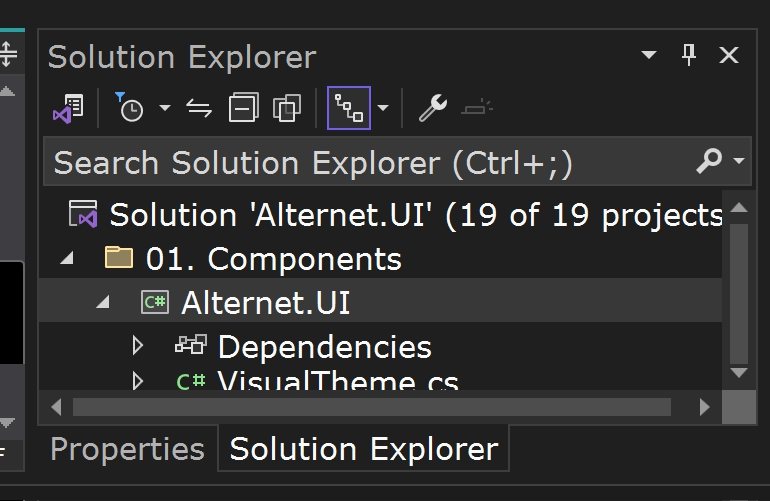 Solution Explorer
Search Solution Explorer (Ctrl+;)
Solution 'Alternet.UI' (19 of 19 projects
01. Components
C# Alternet.UI
Dependencies
C# VisualTheme.cs
Properties Solution Explorer